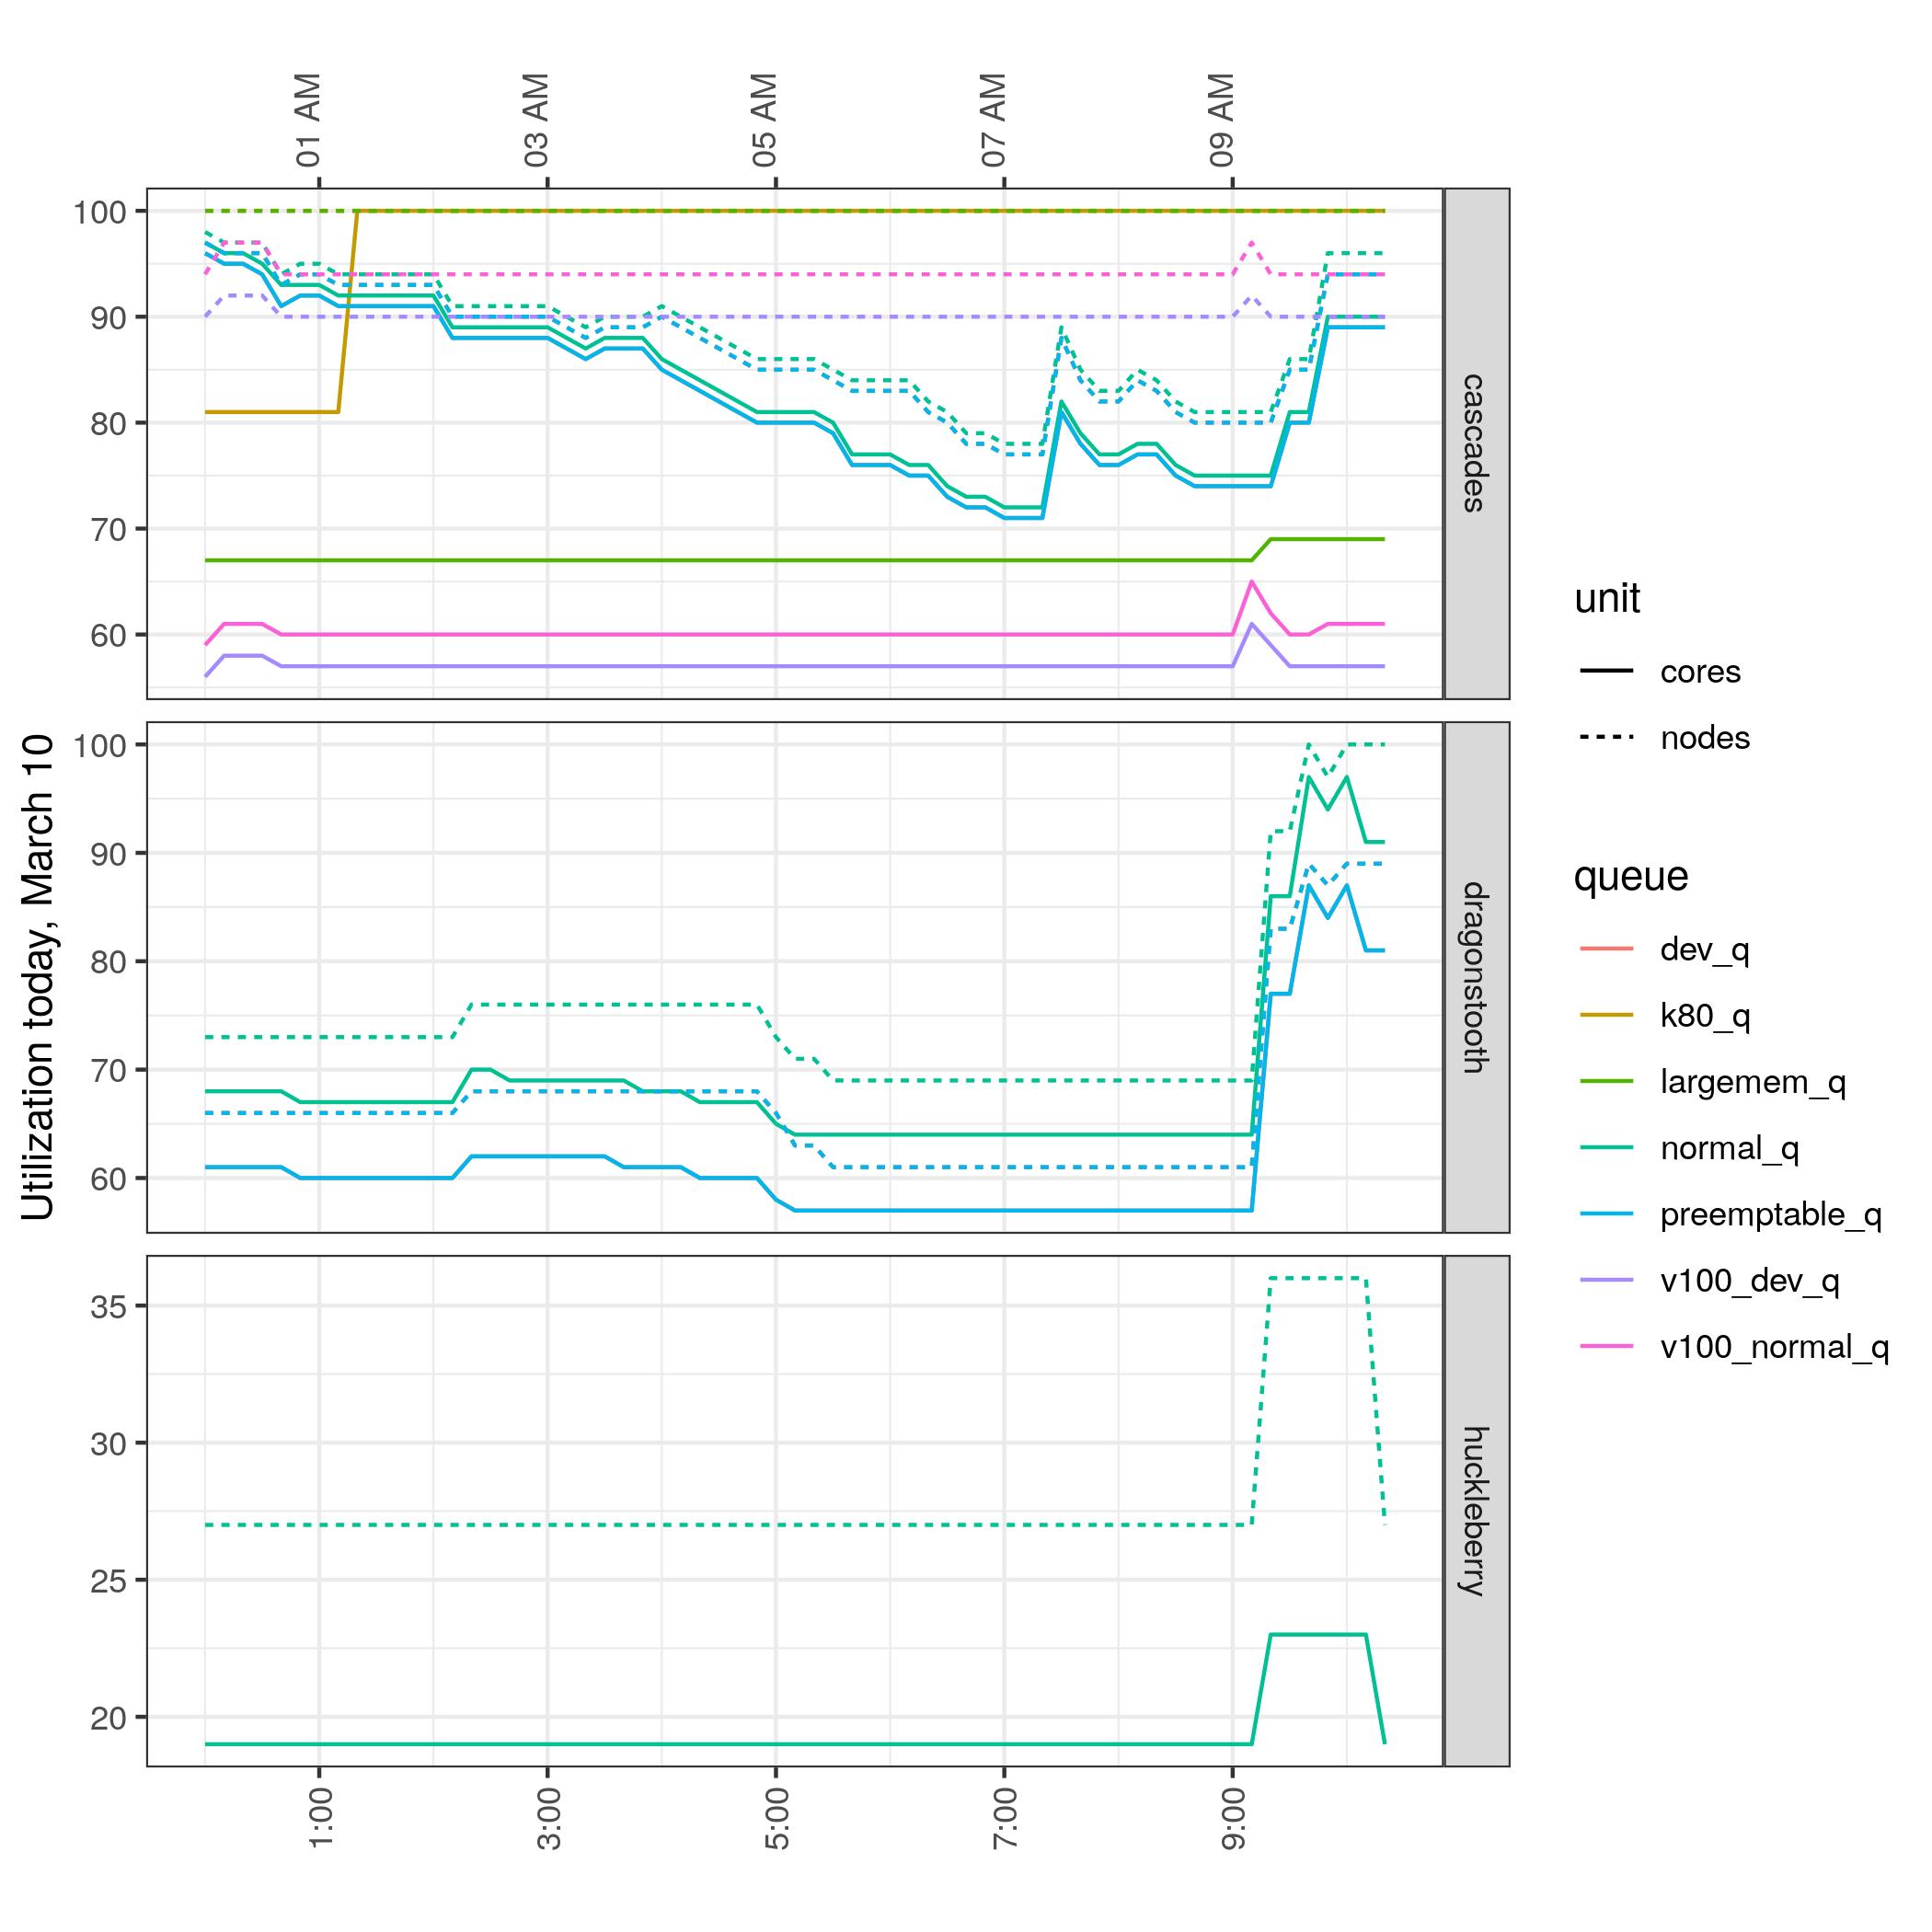 01 AM
03 AM
05 AM
07 AM
09 AM
Utilization today, March 10
100
90
80
70
60
cascades
100
90
80
70
60
dragonstooth
35
30
25
20
huckleberry
1:00
3:00
5:00
7:00
9:00
unit
cores
nodes
queue
dev_q
k80_q
largemem_q
normal_q
preemptable_q
v100_dev_q
v100_normal_q